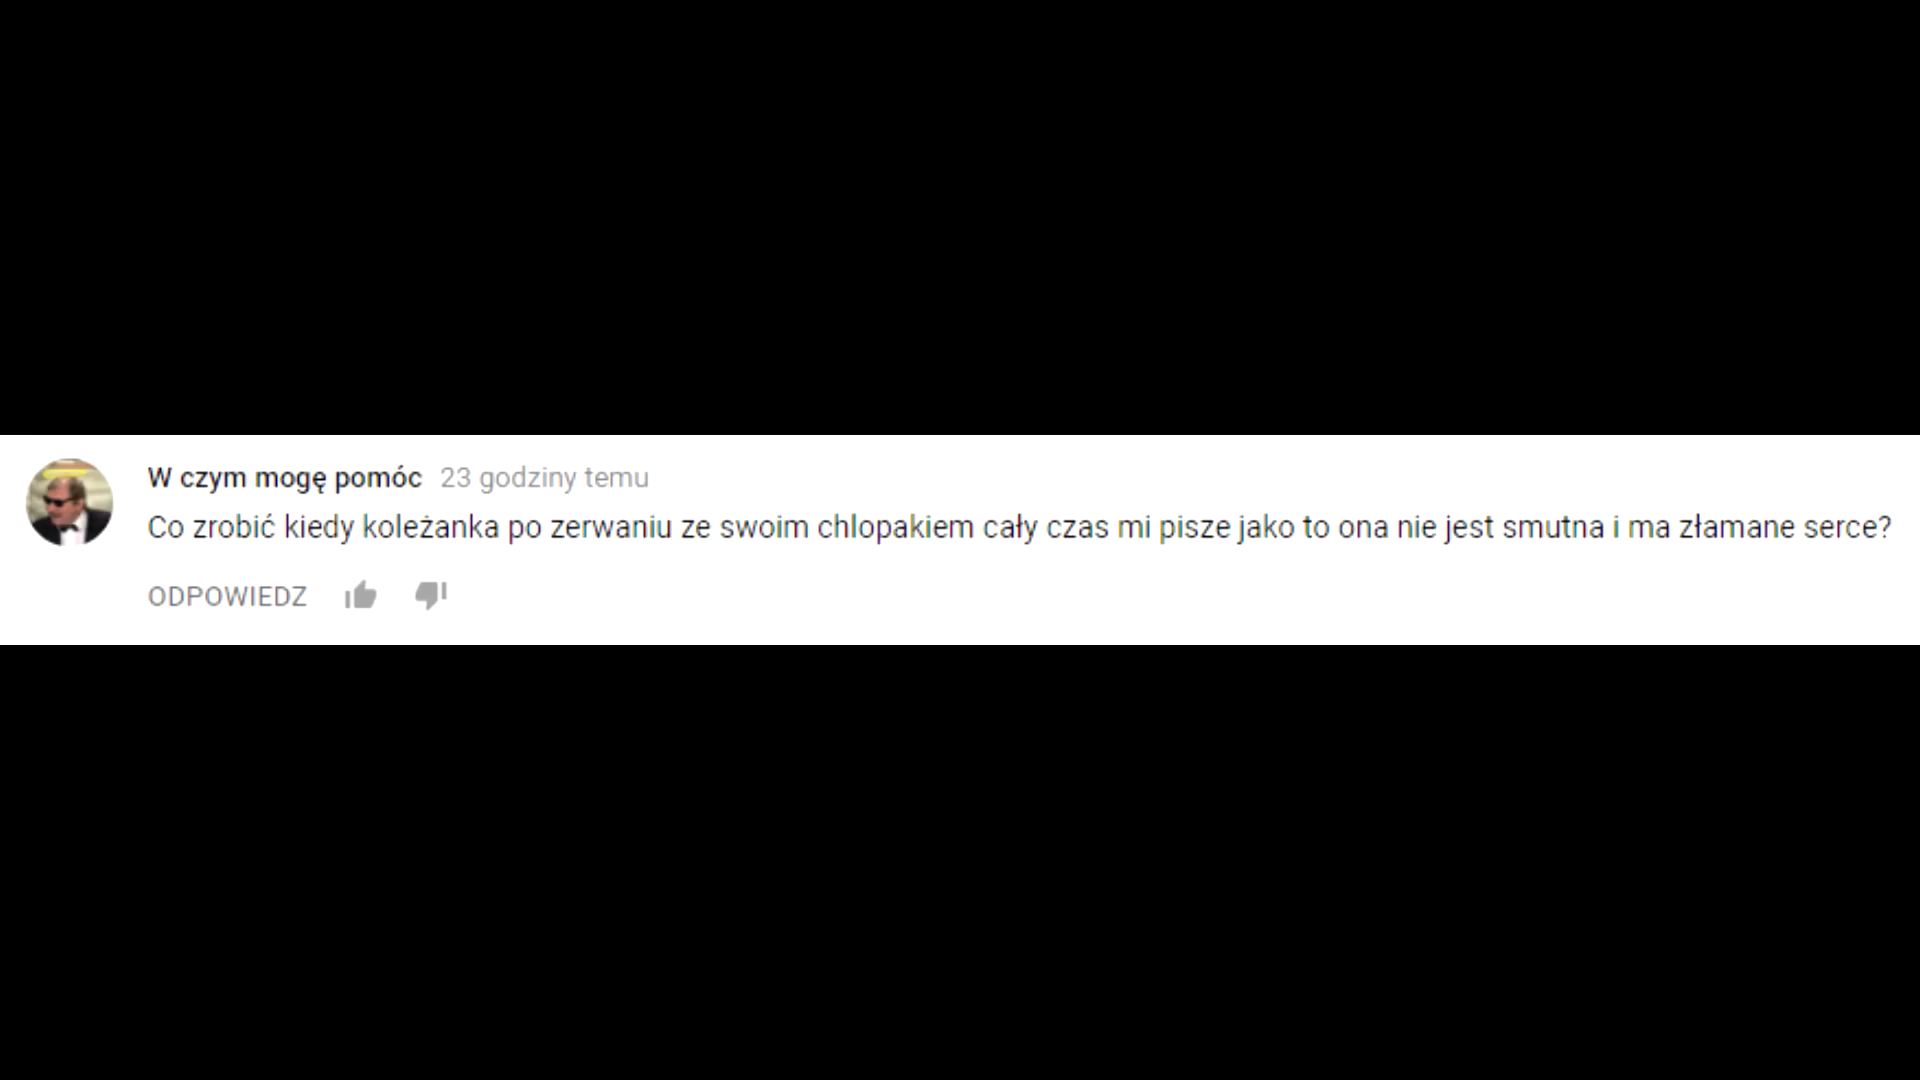 W czym mogę pomóc 23 godziny temu
Co zrobić kiedy koleżanka po zerwaniu ze swoim chlopakiem cały czas mi pisze jako to ona nie jest smutna i ma złamane serce?
ODPOWIEDZ